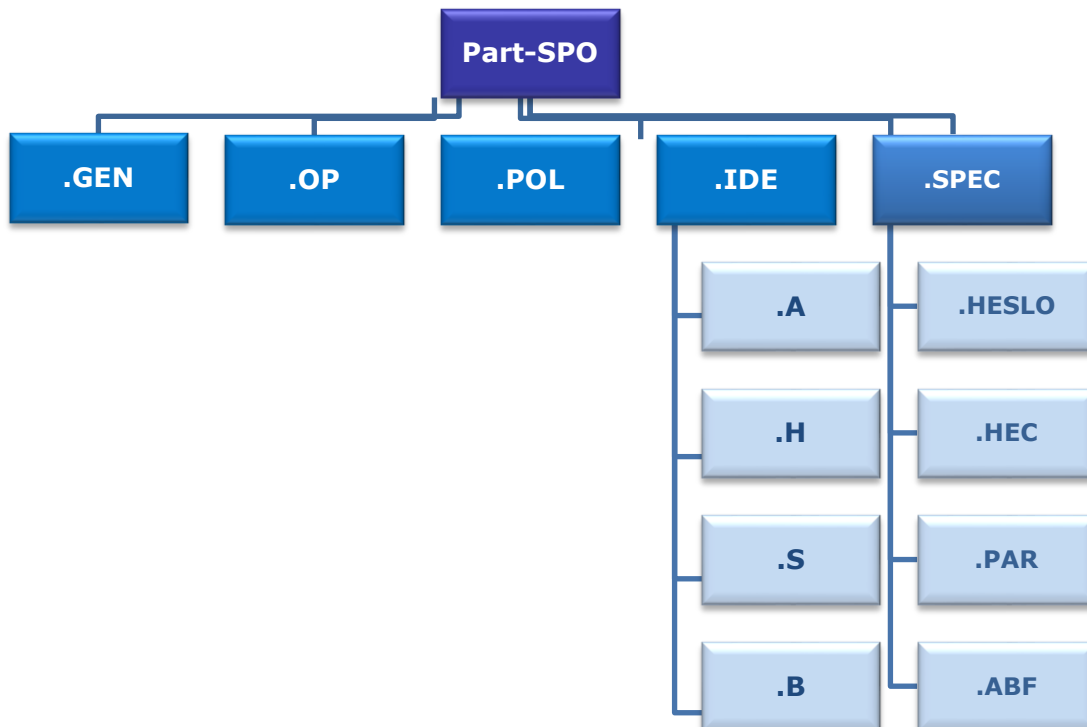 Part-SPO
.GEN
.OP
.POL
.IDE
.SPEC
.A
.HESLO
.H
.HEC
.S
.PAR
.B
.ABF